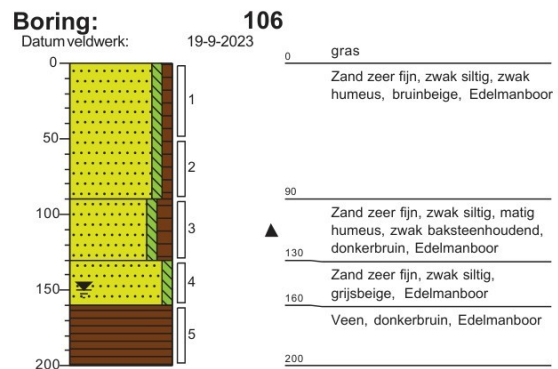 Boring: 106
Datum veldwerk: 19-9-2023
0
50
100
150
200
1
2
3
4
5
0
gras
Zand zeer fijn, zwak siltig, zwak
humeus, bruinbeige, Edelmanboor
90
Zand zeer fijn, zwak siltig, matig
humeus, zwak baksteenhoudend,
donkerbruin, Edelmanboor
130
Zand zeer fijn, zwak siltig,
grijsbeige, Edelmanboor
160
Veen, donkerbruin, Edelmanboor
200